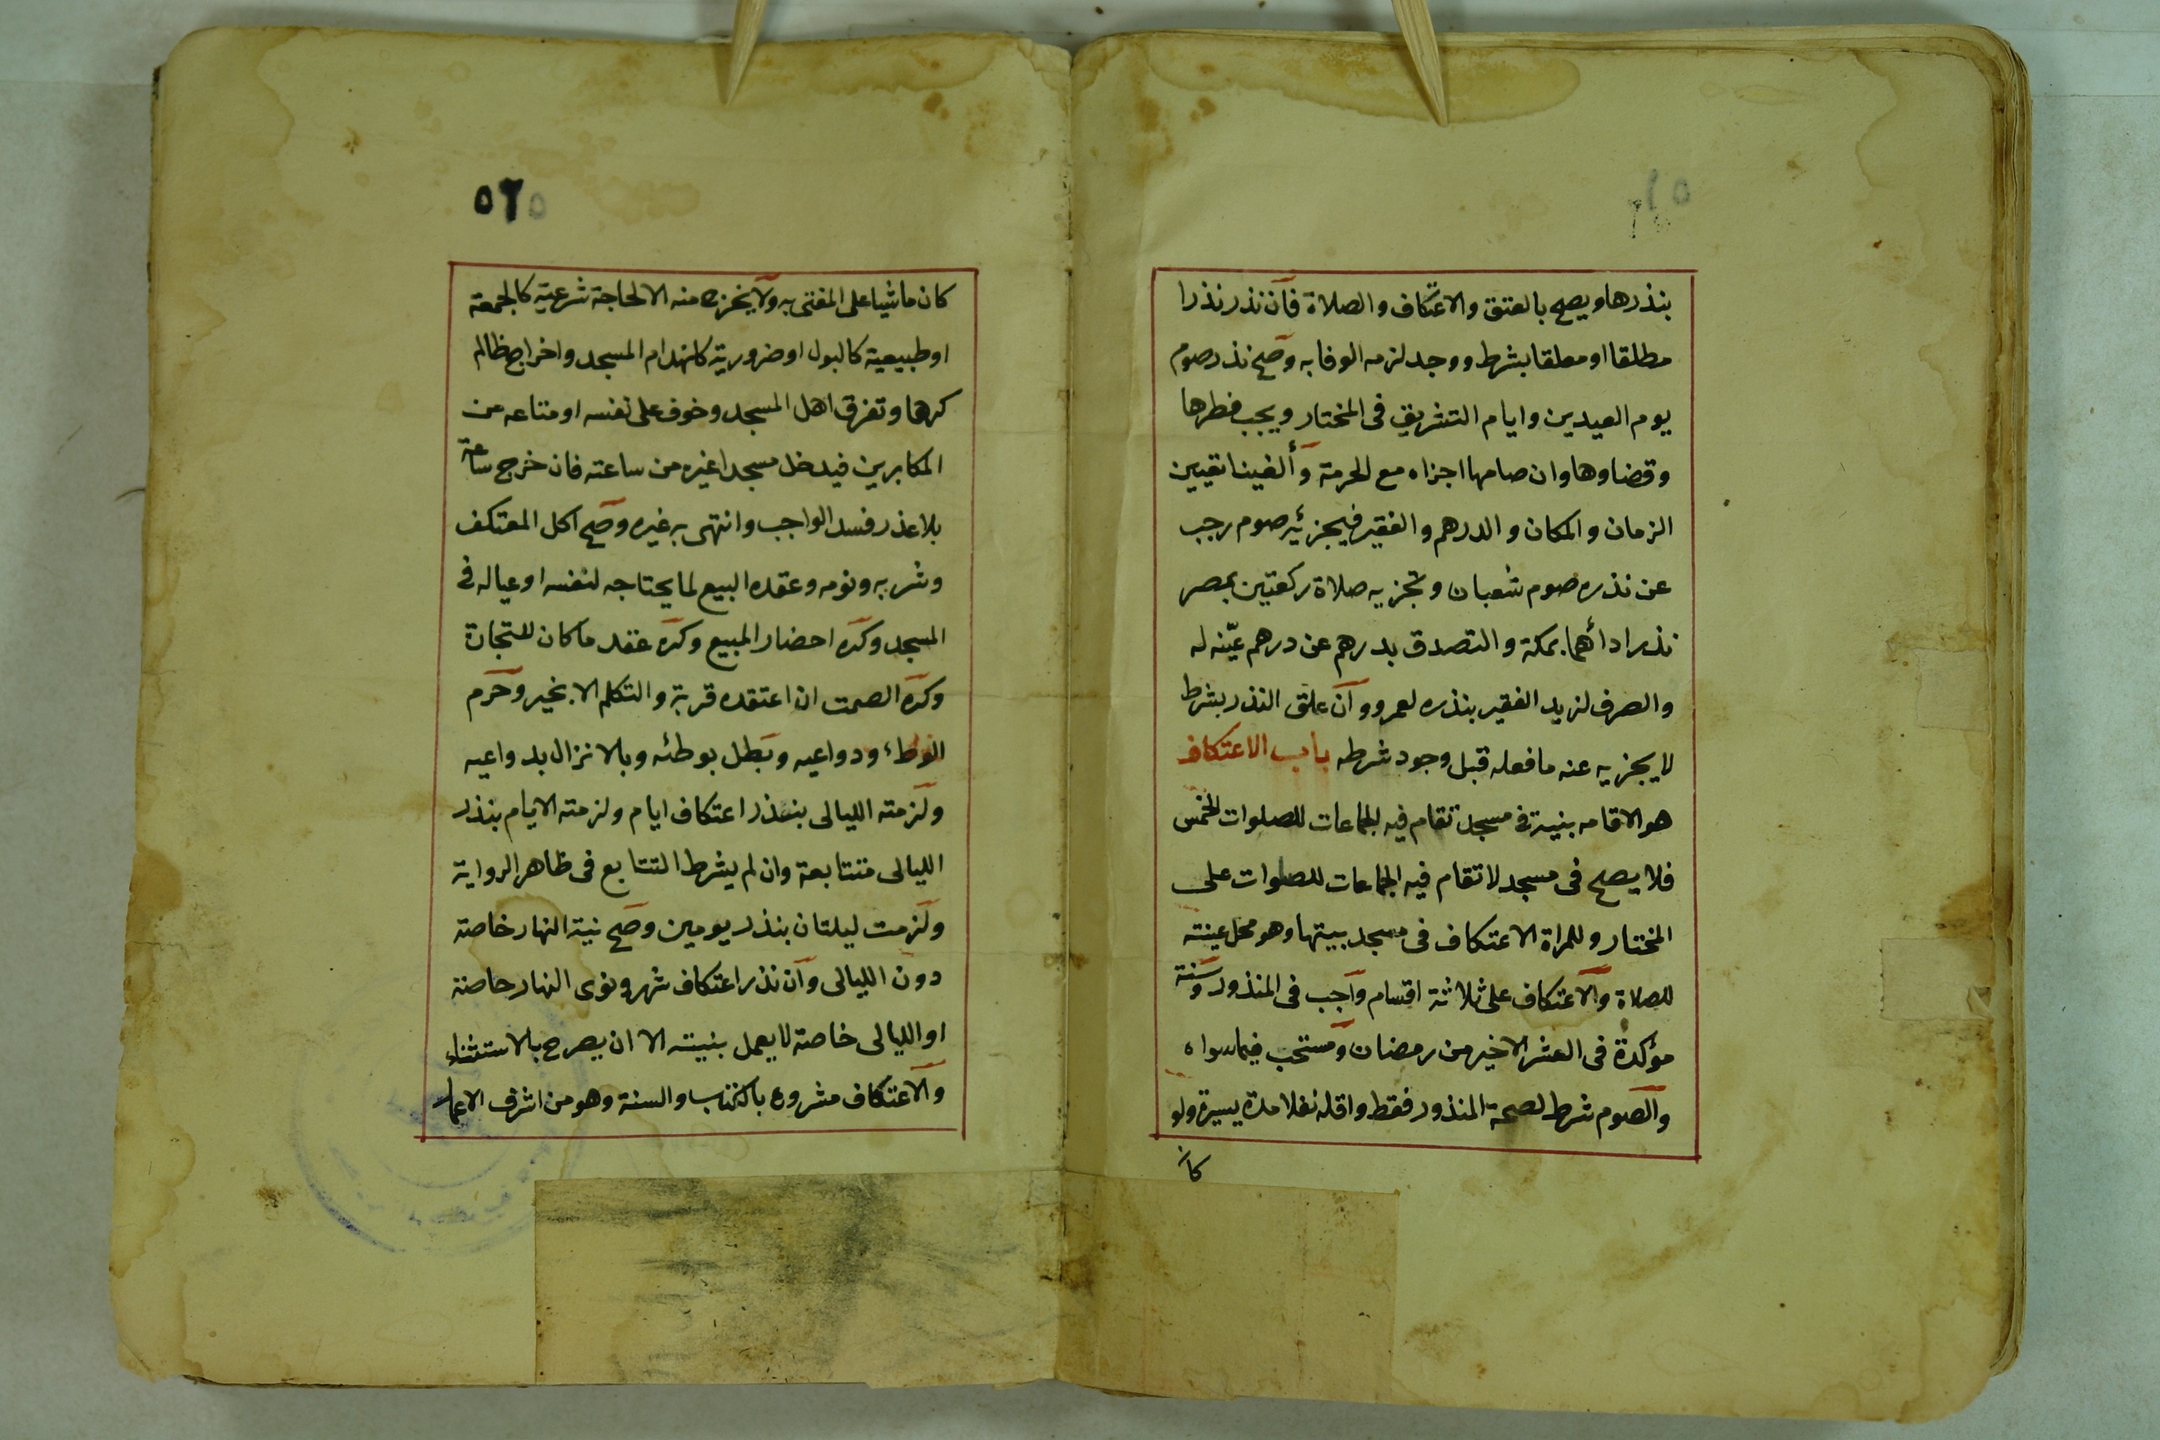 بنذرها ويصح بالعتق والاعتكاف والصلاة فان نذر نذرا
مطلقا او معلقا بشرط ووجد لزمه الوفا به وصح نذر صوم
يوم العيدين وايام التشريق فى المختار ويجب فطرها
وقضاوها وان صامها اجزاه مع الحرمة وألغينا تعيين
الزمان والمكان والدرهم والفقير فيجزئه صوم رجب
عن نذره صوم شعبان وتجزيه صلاة ركعتين بمصر
نذر ادأهما بمكة والتصدق بدرهم عن درهم عيّنه له
والصرف لزيد الفقير بنذره لعمرو وان علق النذر بشرط
لا يجزيه عنه ما فعله قبل وجود شرطه باب الاعتكاف
هو الاقامه بنية فى مسجد تقام فيه الجماعات للصلوات الخمس
فلا يصح فى مسجد لا تقام فيه الجماعات للصلوات على
المختار وللمراة الاعتكاف فى مسجد بيتها وهو محل عينته
للصلاة والاعتكاف على ثلاثة اقسام واجب فى المنذور وسنة
مؤكدة فى العشر الاخير من رمضان ومستحب فيما سواه
والصوم شرط لصحة المنذور فقط واقله نفلا مدة يسيرة ولو
كان
٥٢
كان ماشيا على المفتى به ولا يخرج منه الا لحاجة شرعية كالجمعة
او طبيعية كالبول او ضرورية كانهدام المسجد واخراج ظالم
كرها وتفرق اهل المسجد وخوف على نفسه او متاعه من
المكابرين فيدخل مسجدا غيره من ساعته فان خرج ساعة
بلا عذر فسد الواجب وانتهى به غيره وصح اكل المعتكف
وشربه ونومه وعقده البيع لما يحتاجه لنفسه او عياله فى
المسجد وكره احضار المبيع وكره عقد ما كان للتجارة
وكره الصمت ان اعتقده قربة والتكلم الا بخير وحرم
الوطء ودواعيه وبطل بوطئه وبالانزال بدواعيه
ولزمته الليالى بنذر اعتكاف ايام ولزمته الايام بنذر
الليالى متتابعة وان لم يشرط التتابع فى ظاهر الرواية
ولزمت ليلتان بنذر يومين وصح نية النهار خاصة
دون الليالى وان نذر اعتكاف شهر ونوى النهار خاصة
او الليالى خاصة لا يعمل بنيته الا ان يصرح بالاستثناء
والاعتكاف مشروع بالكتاب والسنة وهو من اشرف الاعمال